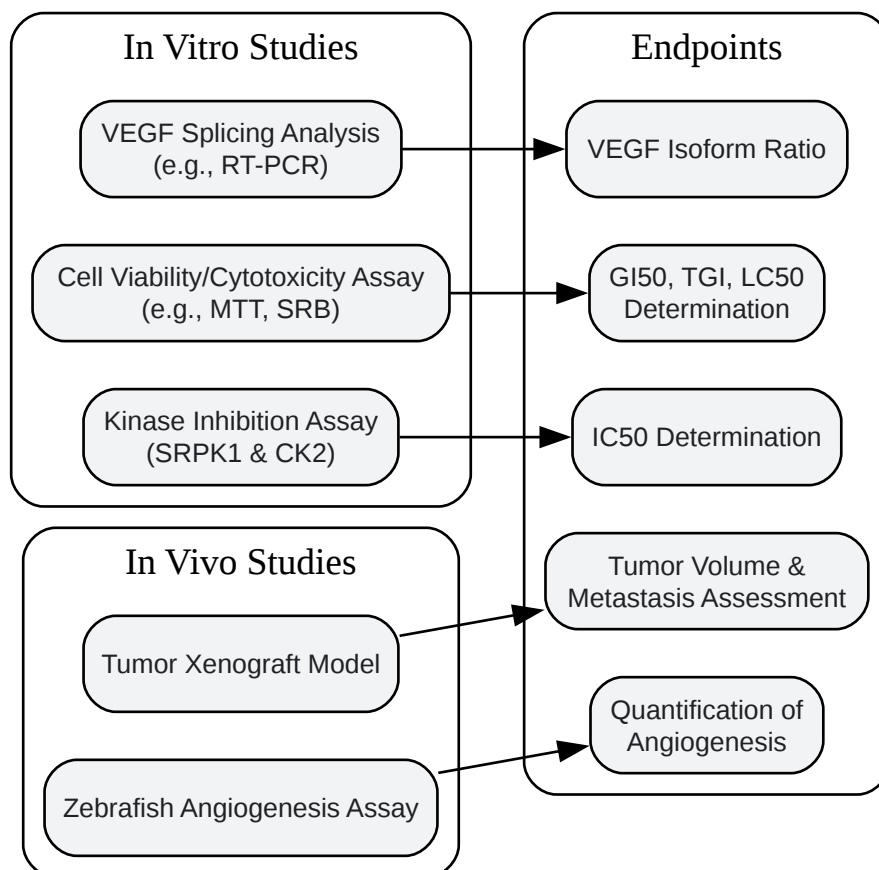 In Vitro Studies
VEGF Splicing Analysis
(e.g., RT-PCR)
Cell Viability/Cytotoxicity Assay
(e.g., MTT, SRB)
Kinase Inhibition Assay
(SRPK1 & CK2)
In Vivo Studies
Tumor Xenograft Model
Zebrafish Angiogenesis Assay
Endpoints
VEGF Isoform Ratio
GI50, TGI, LC50
Determination
IC50 Determination
Tumor Volume &
Metastasis Assessment
Quantification of
Angiogenesis